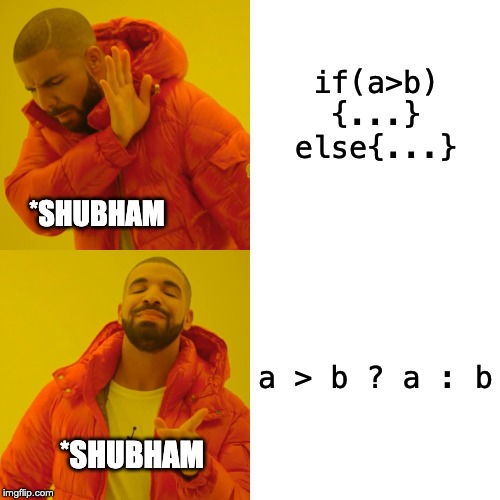 if(a>b)
{...}
else{...}
*SHUBHAM
a > b ? a : b
*SHUBHAM
imgflip.com